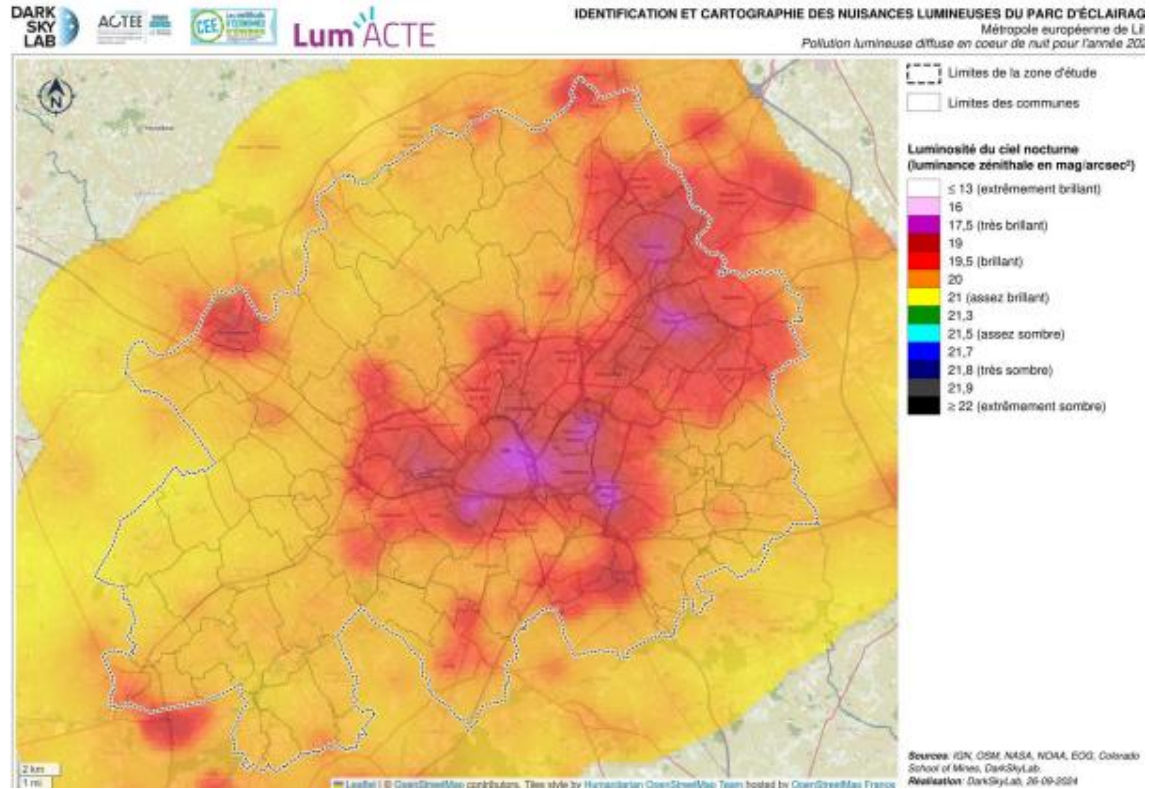 DARK
SKY
LAB
ACTEE
CEE
Lum'ACTE
IDENTIFICATION ET CARTOGRAPHIE DES NUISANCES LUMINEUSES DU PARC D'ÉCLAIRAG
Métropole européenne de Lil
Pollution lumineuse diffuse en coeur de nuit pour l'année 202
N
Limites de la zone d'étude
Limites des communes
Luminosité du ciel nocturne
(luminance zénithale en mag/arcsec²)
≤ 13 (extrêmement brillant)
16
17,5 (très brillant)
19
19,5 (brillant)
20
21 (assez brillant)
21,3
21,5 (assez sombre)
21,7
21,8 (très sombre)
21,9
≥ 22 (extrêmement sombre)
2 km
1 mi
Leaflet | © OpenStreetMap contributors, Tiles style by Humanitarian OpenStreetMap Team hosted by OpenStreetMap France
Sources: IGN, OSM, NASA, NOAA, EOG, Colorado
School of Mines, DarkSkyLab.
Réalisation: DarkSkyLab, 26-09-2024